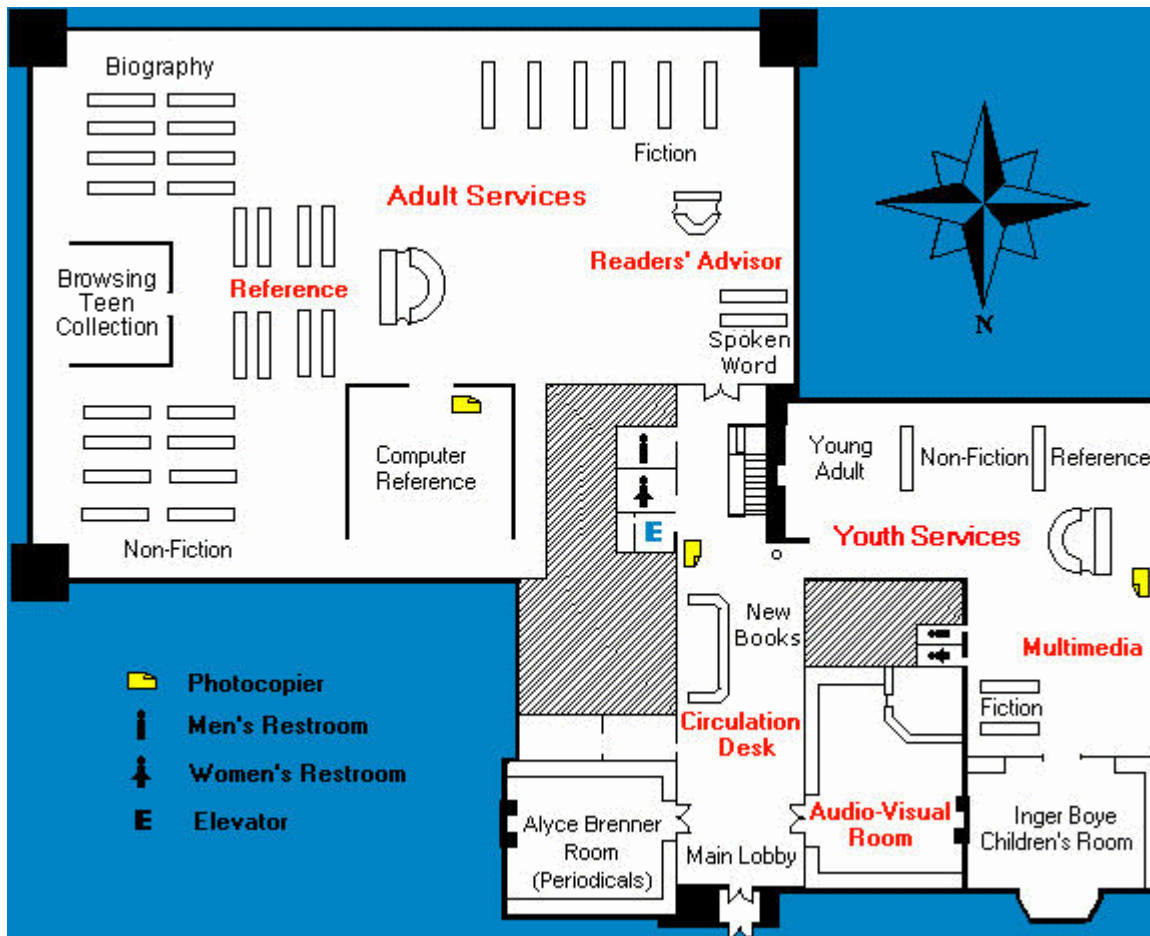 Biography
Fiction
Adult Services
Readers' Advisor
Browsing
Teen
Collection
Reference
Spoken
Word
N
Computer
Reference
Non-Fiction
E
Young
Adult
Non-Fiction
Reference
Youth Services
New
Books
Multimedia
Fiction
Circulation
Desk
Photocopier
Men's Restroom
Women's Restroom
E
Elevator
Alyce Brenner
Room
(Periodicals)
Main Lobby
Audio-Visual
Room
Inger Boye
Children's Room